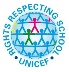 RIGHTS RESPECTING SCHOOL
UNICEF